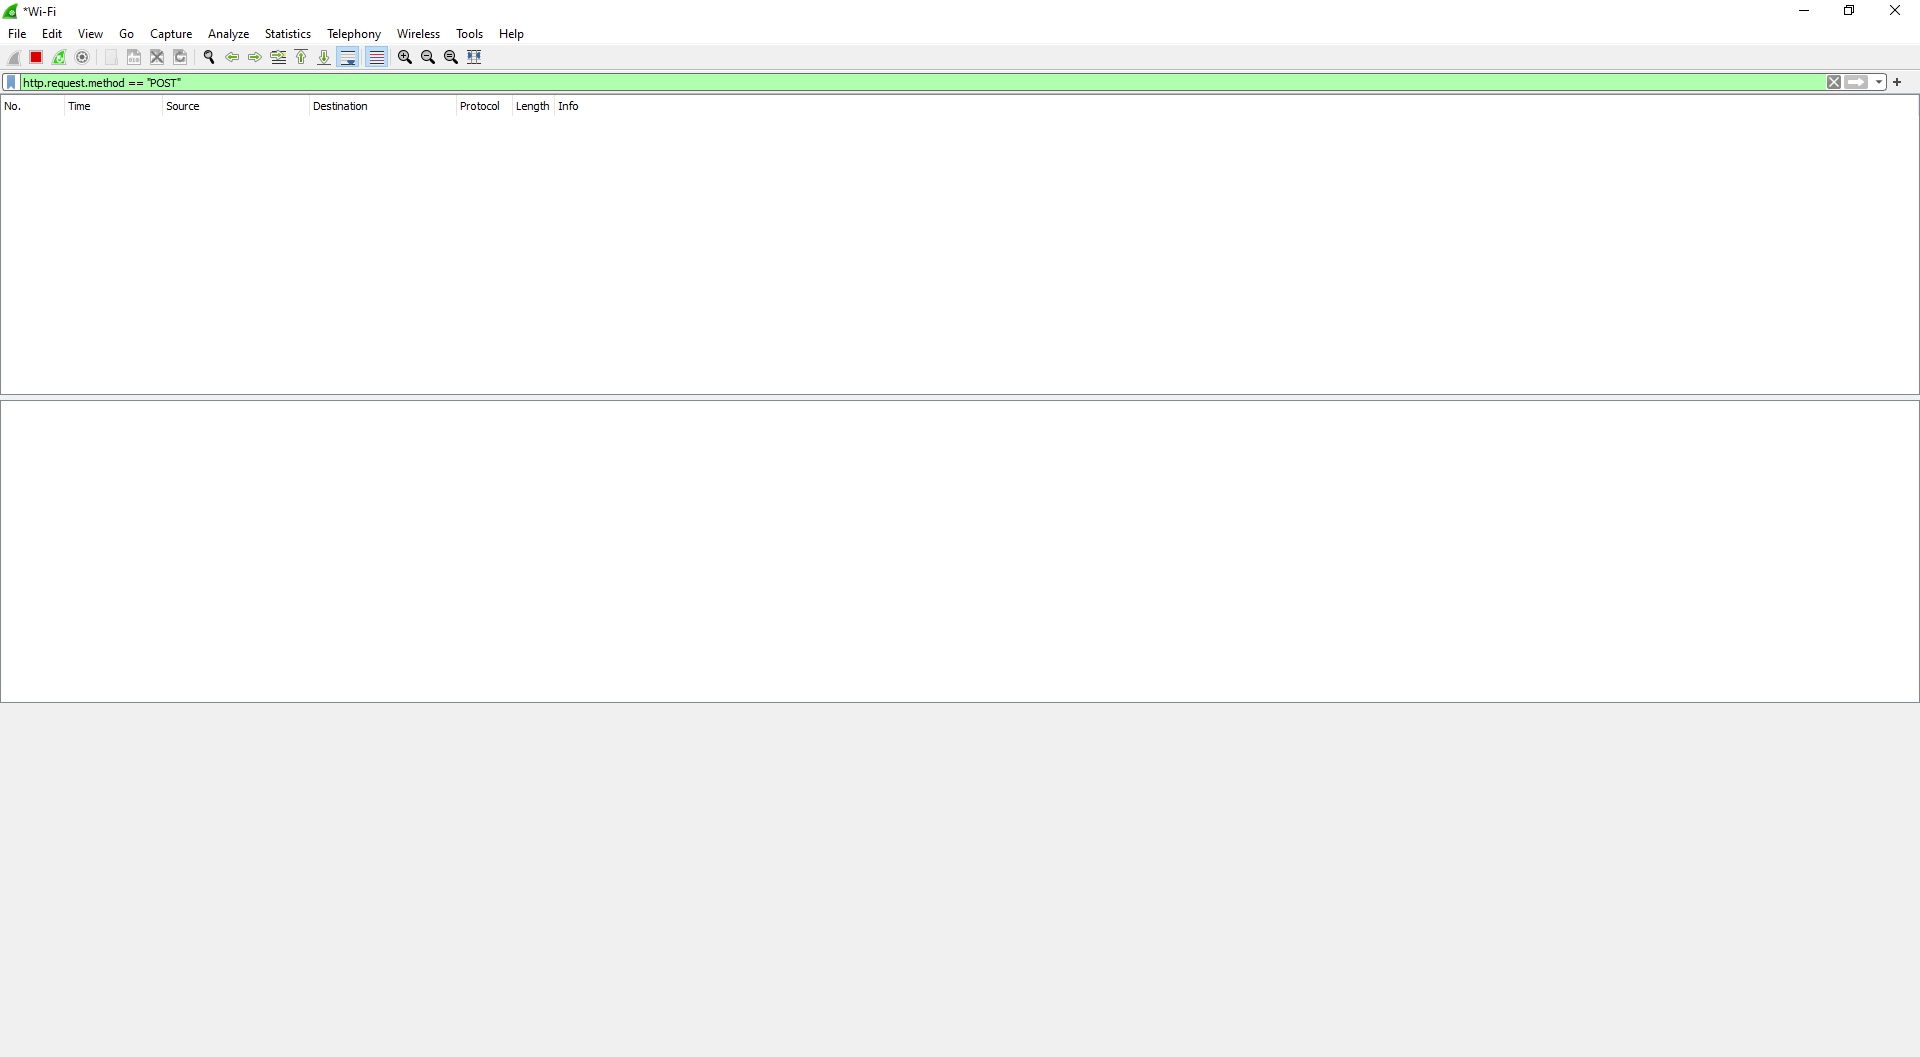 *Wi-Fi
File Edit View Go Capture Analyze Statistics Telephony Wireless Tools Help
http.request.method == "POST"
No. Time Source Destination Protocol Length Info